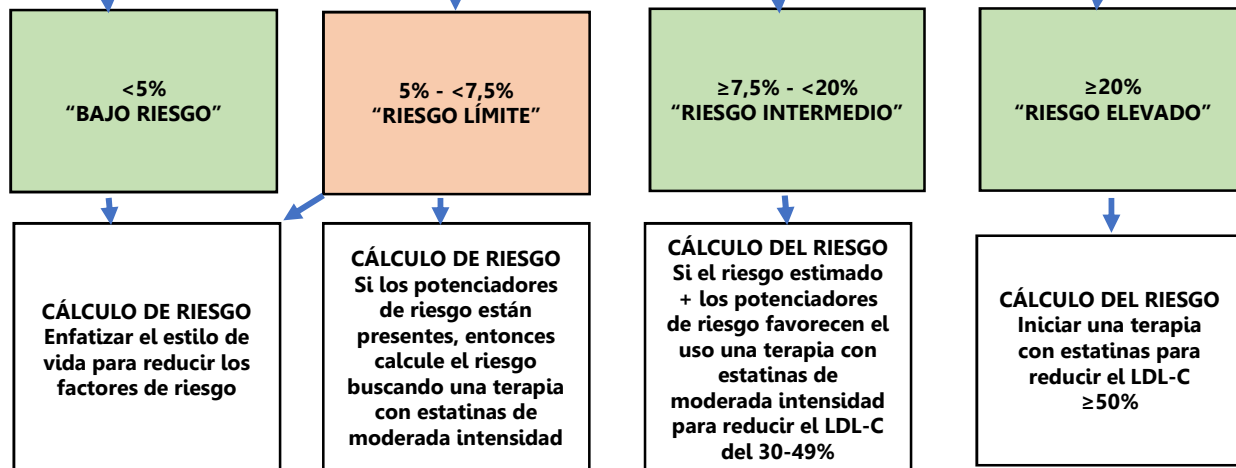 <5%
“BAJO RIESGO”
5% - <7,5%
“RIESGO LÍMITE”
≥7,5% - <20%
“RIESGO INTERMEDIO”
≥20%
“RIESGO ELEVADO”
CÁLCULO DE RIESGO
Enfatizar el estilo de
vida para reducir los
factores de riesgo
CÁLCULO DE RIESGO
Si los potenciadores
de riesgo están
presentes, entonces
calcule el riesgo
buscando una terapia
con estatinas de
moderada intensidad
CÁLCULO DEL RIESGO
Si el riesgo estimado
+ los potenciadores
de riesgo favorecen el
uso una terapia con
estatinas de
moderada intensidad
para reducir el LDL-C
del 30-49%
CÁLCULO DEL RIESGO
Iniciar una terapia
con estatinas para
reducir el LDL-C
≥50%